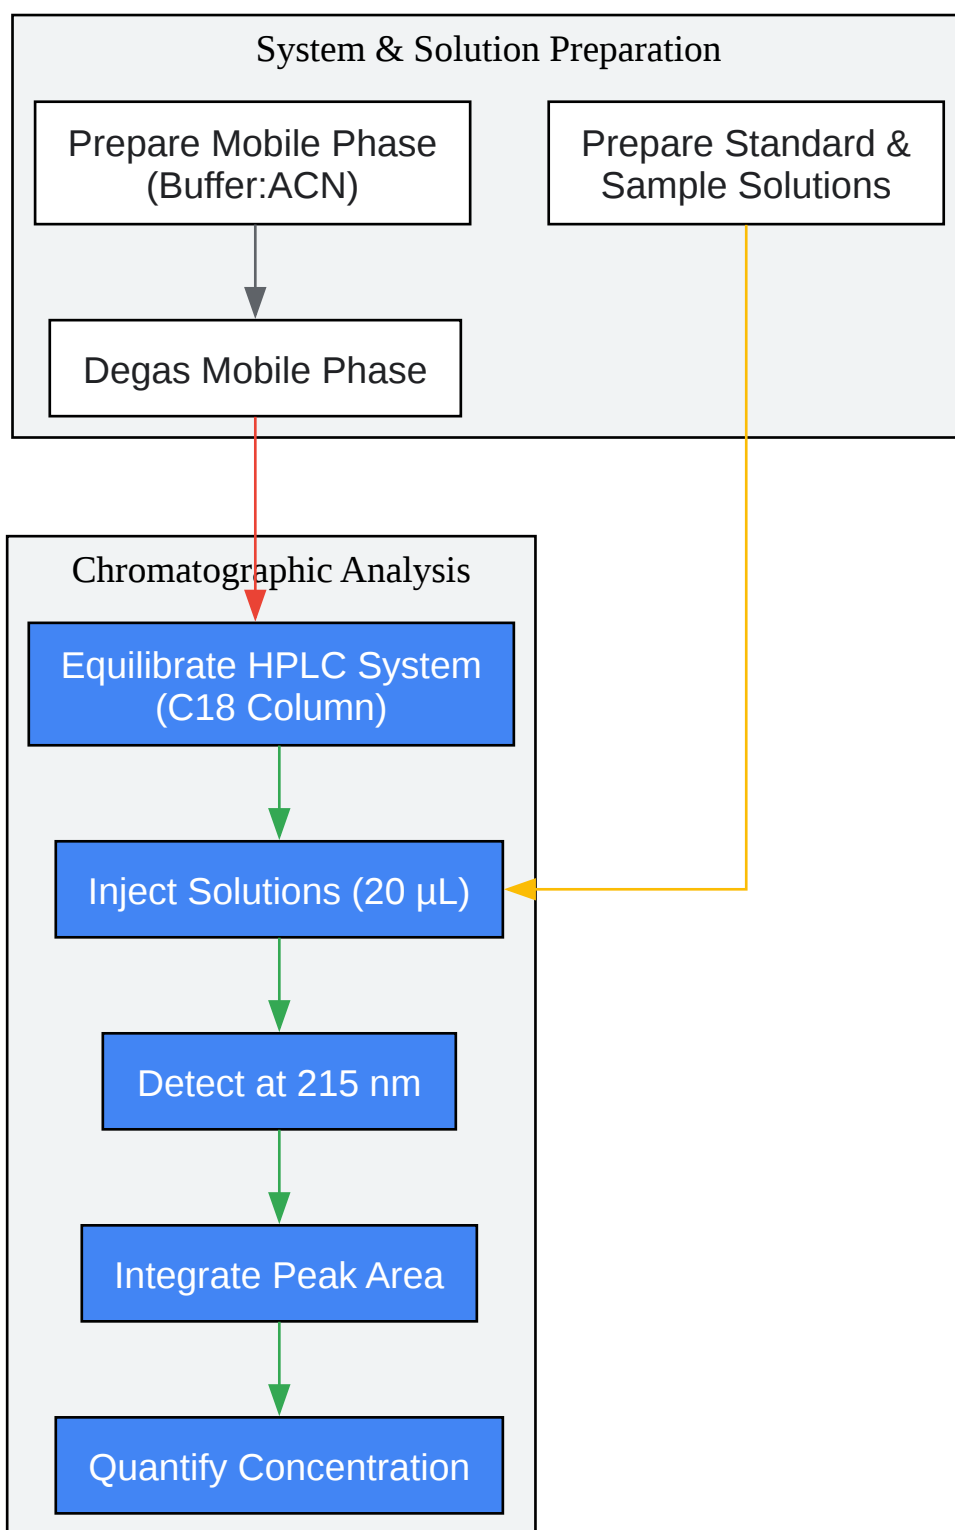 System & Solution Preparation
Prepare Mobile Phase
(Buffer:ACN)
Prepare Standard &
Sample Solutions
Degas Mobile Phase
Chromatographic Analysis
Equilibrate HPLC System
(C18 Column)
Inject Solutions (20 µL)
Detect at 215 nm
Integrate Peak Area
Quantify Concentration